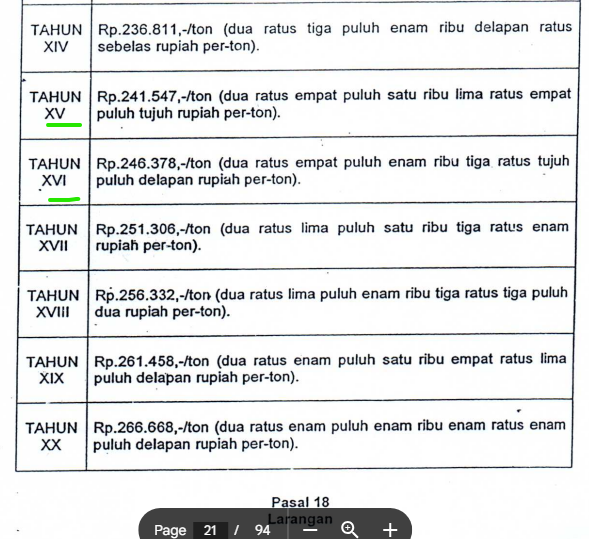 TAHUN XIV Rp.236.811,-/ton (dua ratus tiga puluh enam ribu delapan ratus
sebelas rupiah per-ton).
TAHUN XV Rp.241.547,-/ton (dua ratus empat puluh satu ribu lima ratus empat
puluh tujuh rupiah per-ton).
TAHUN XVI Rp.246.378,-/ton (dua ratus empat puluh enam ribu tiga ratus tujuh
puluh delapan rupiah per-ton).
TAHUN XVII Rp.251.306,-/ton (dua ratus lima puluh satu ribu tiga ratus enam
rupiah per-ton).
TAHUN XVIII Rp.256.332,-/ton (dua ratus lima puluh enam ribu tiga ratus tiga puluh
dua rupiah per-ton).
TAHUN XIX Rp.261.458,-/ton (dua ratus enam puluh satu ribu empat ratus lima
puluh delapan rupiah per-ton).
TAHUN XX Rp.266.668,-/ton (dua ratus enam puluh enam ribu enam ratus enam
puluh delapan rupiah per-ton).
Pasal 18
Larangan
Page 21 / 94